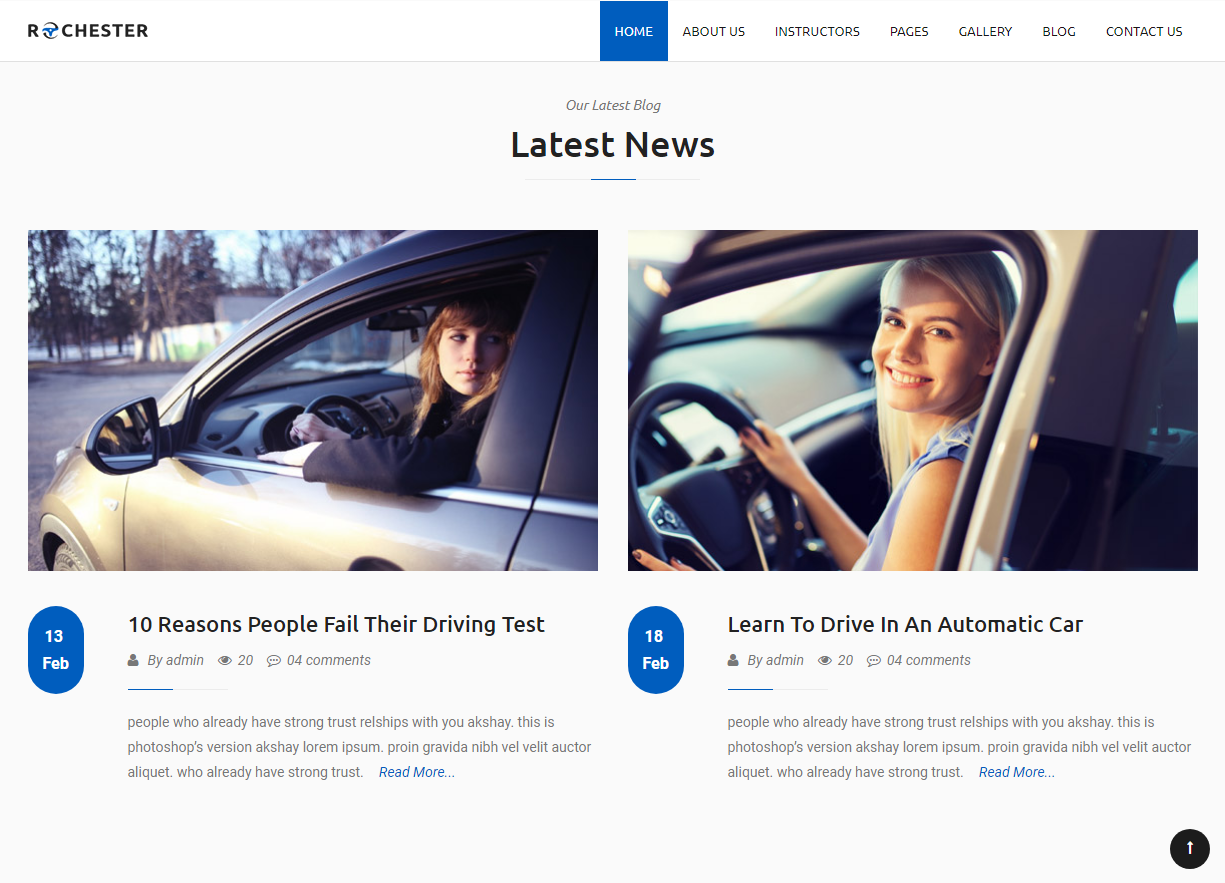 ROCHESTER
HOME ABOUT US INSTRUCTORS PAGES GALLERY BLOG CONTACT US
Our Latest Blog
Latest News
13
Feb
10 Reasons People Fail Their Driving Test
By admin 20 04 comments
people who already have strong trust relships with you akshay. this is
photoshop’s version akshay lorem ipsum. proin gravida nibh vel velit auctor
aliquet. who already have strong trust. Read More...
18
Feb
Learn To Drive In An Automatic Car
By admin 20 04 comments
people who already have strong trust relships with you akshay. this is
photoshop’s version akshay lorem ipsum. proin gravida nibh vel velit auctor
aliquet. who already have strong trust. Read More...